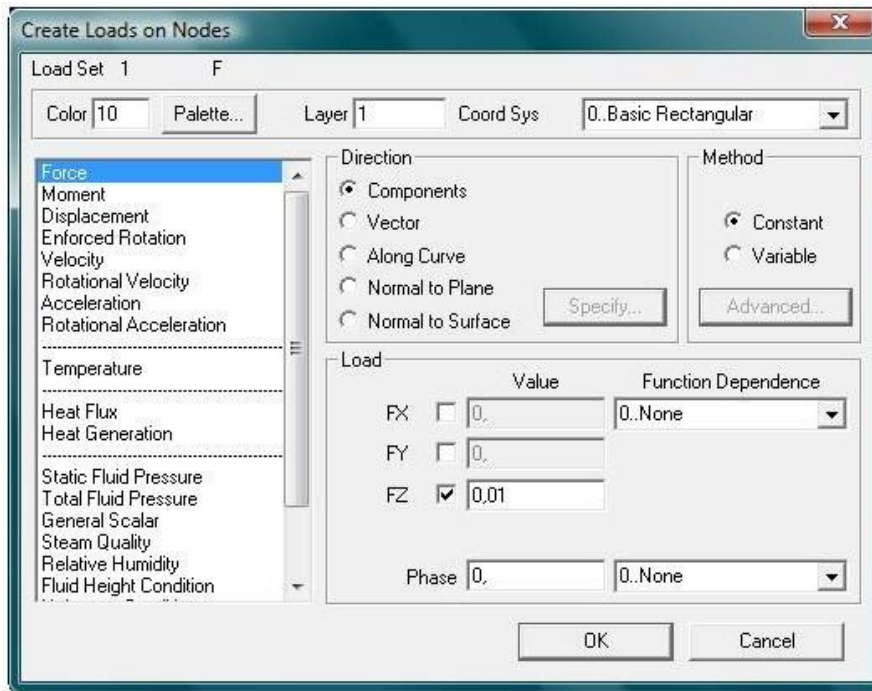 Create Loads on Nodes
Load Set 1 F
Color 10 Palette... Layer 1 Coord Sys 0..Basic Rectangular
Force
Moment
Displacement
Enforced Rotation
Velocity
Rotational Velocity
Acceleration
Rotational Acceleration
Temperature
Heat Flux
Heat Generation
Static Fluid Pressure
Total Fluid Pressure
General Scalar
Steam Quality
Relative Humidity
Fluid Height Condition
Direction
Components
Vector
Along Curve
Normal to Plane
Normal to Surface
Specify...
Method
Constant
Variable
Advanced...
Load
Value Function Dependence
FX 0, 0..None
FY 0,
FZ 0,01
Phase 0, 0..None
OK Cancel